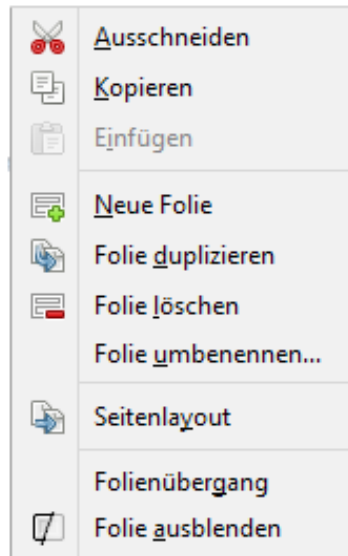 Ausschneiden
Kopieren
Einfügen
Neue Folie
Folie duplizieren
Folie löschen
Folie umbenennen...
Seitenlayout
Folienübergang
Folie ausblenden